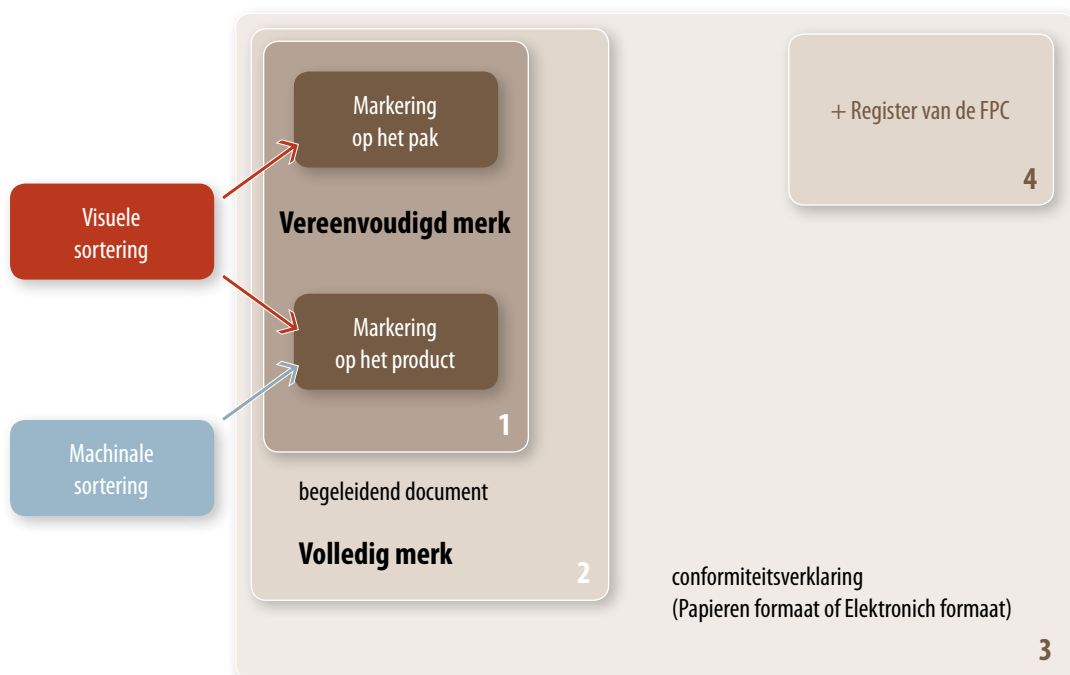 Markering
op het pak
+ Register van de FPC
4
Visuele
sortering
Vereenvoudigd merk
Markering
op het product
1
Machinale
sortering
begeleidend document
Volledig merk
2
conformiteitsverklaring
(Papieren formaat of Elektronich formaat)
3